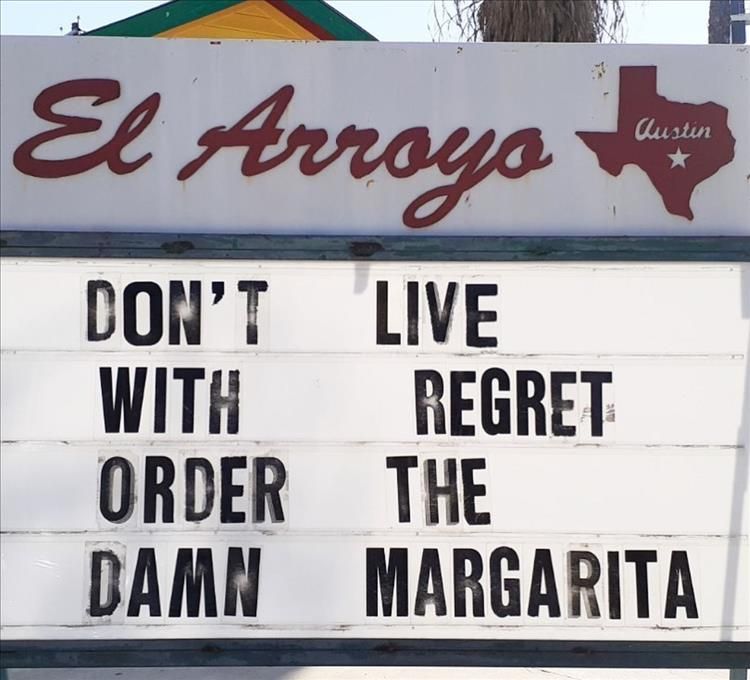 El Arroyo
Austin
DON'T LIVE
WITH REGRET
ORDER THE
DAMN MARGARITA